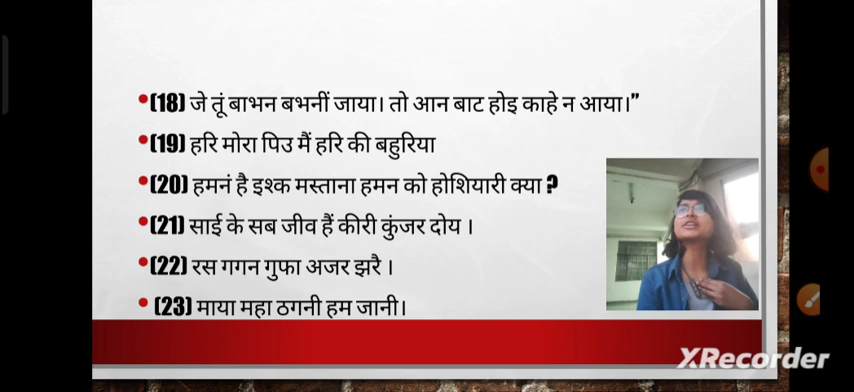 •(18) जे तूं बाभन बभनीं जाया। तो आन बाट होइ काहे न आया।”
•(19) हरि मोरा पिउ मैं हरि की बहुरिया
•(20) हमनं है इश्क मस्ताना हमन को होशियारी क्या ?
•(21) साई के सब जीव हैं कीरी कुंजर दोय ।
•(22) रस गगन गुफा अजर झरै ।
• (23) माया महा ठगनी हम जानी।
XRecorder